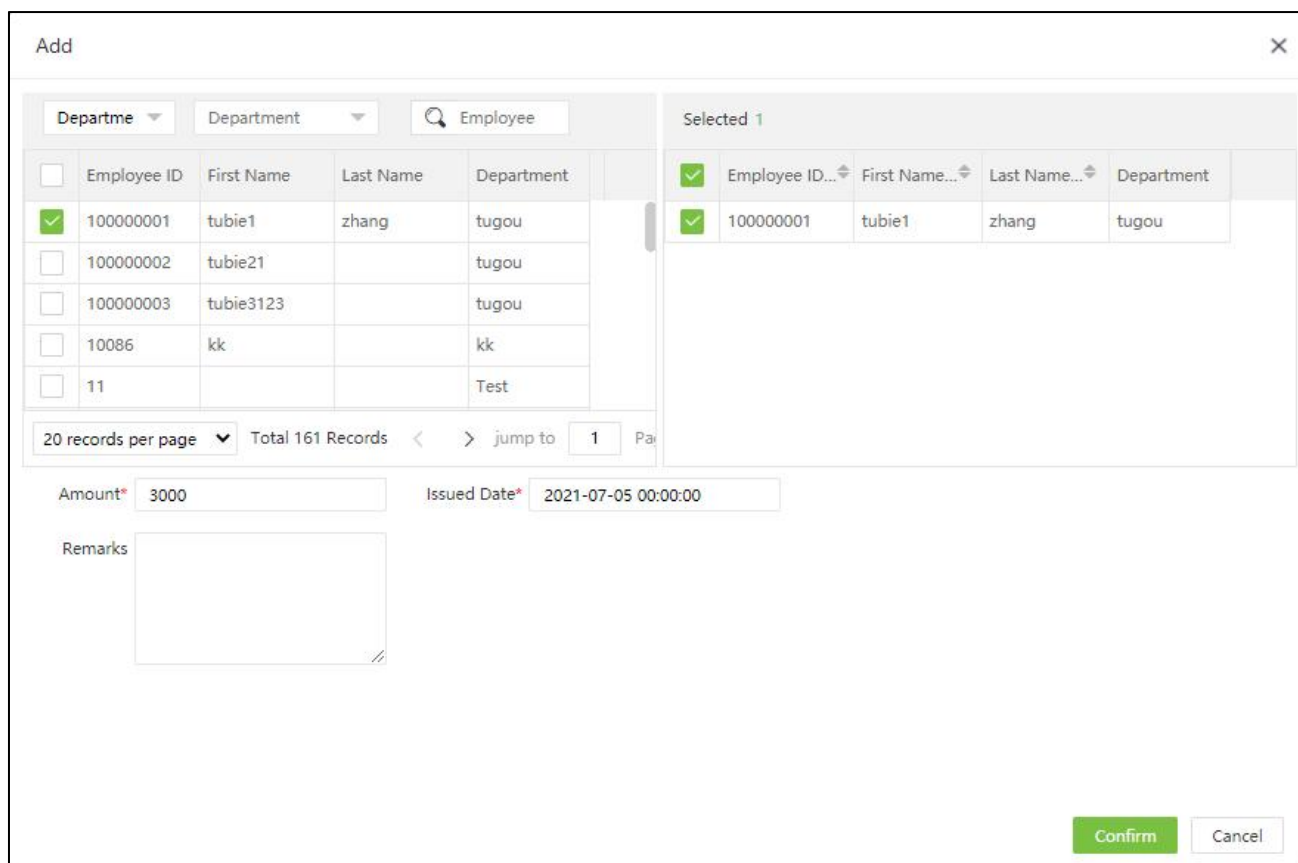 Add
Departme Department Employee
Employee ID First Name Last Name Department
100000001 tubie1 zhang tugou
100000002 tubie21 tugou
100000003 tubie3123 tugou
10086 kk kk
11 Test
20 records per page Total 161 Records < > jump to 1 Pa
Selected 1
Employee ID... First Name... Last Name... Department
100000001 tubie1 zhang tugou
Amount* 3000 Issued Date* 2021-07-05 00:00:00
Remarks
Confirm Cancel